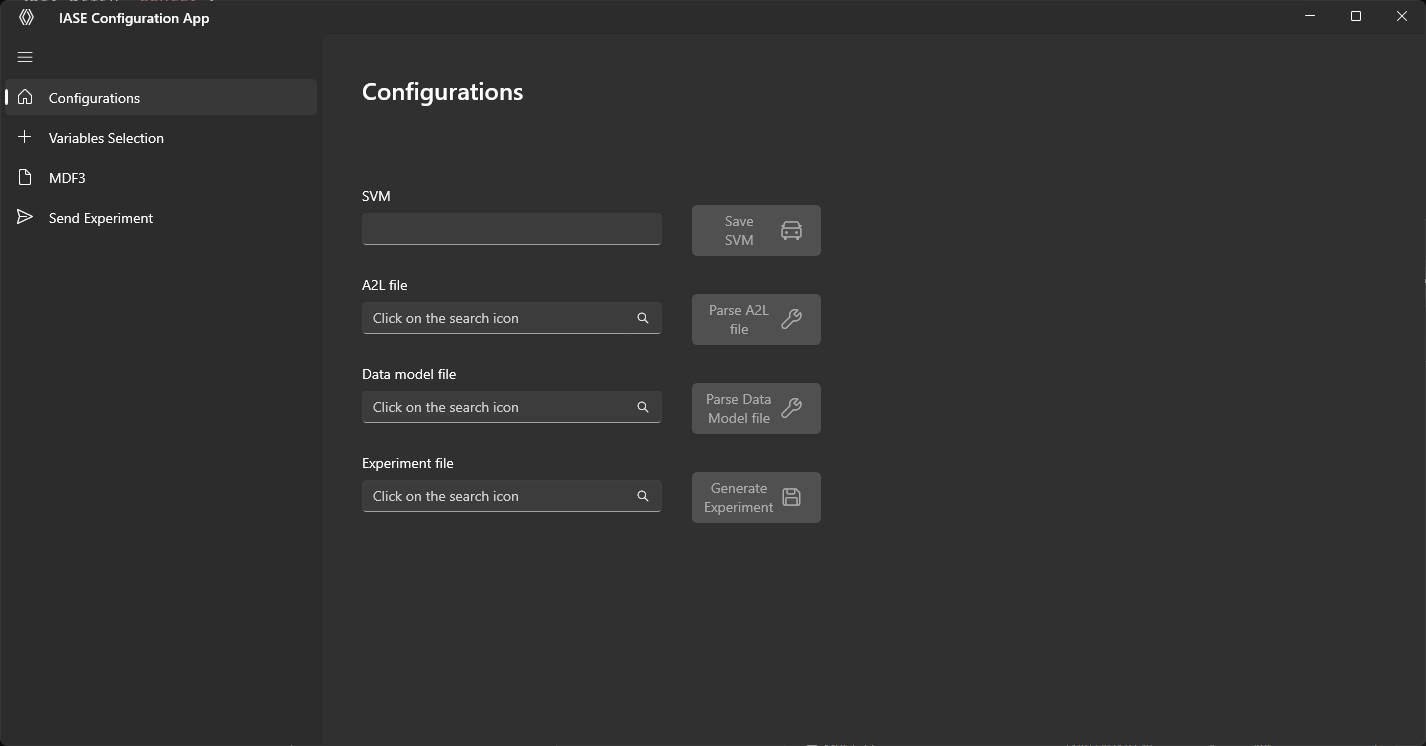 IASE Configuration App
Configurations
Variables Selection
MDF3
Send Experiment
Configurations
SVM
Save
SVM
A2L file
Click on the search icon
Parse A2L
file
Data model file
Click on the search icon
Parse Data
Model file
Experiment file
Click on the search icon
Generate
Experiment